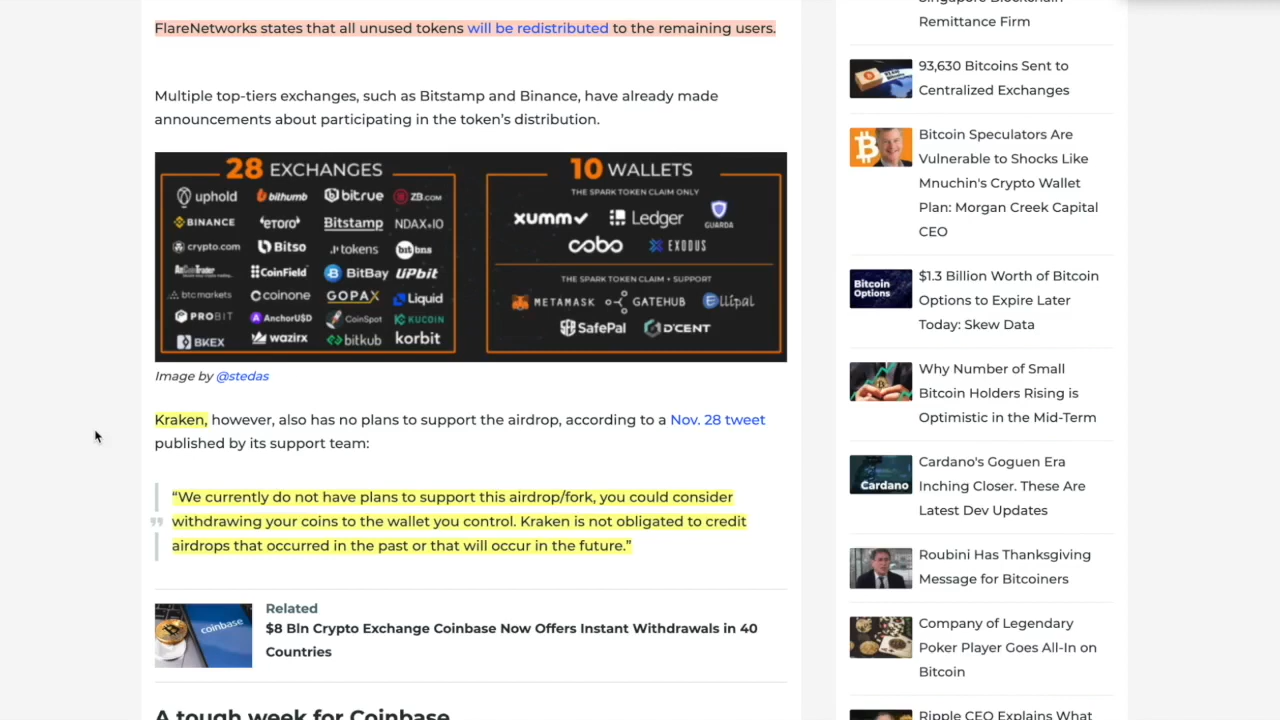 FlareNetworks states that all unused tokens will be redistributed to the remaining users.
Multiple top-tiers exchanges, such as Bitstamp and Binance, have already made
announcements about participating in the token’s distribution.
28 EXCHANGES
uphold bithumb bitrue ZB.com
BINANCE eTORO Bitstamp NDAX+IO
crypto.com Bitso .tokens bitbns
CoinField BitBay UPbit
btcmarkets coinone GOPAX Liquid
PROBIT AnchorUSD CoinSpot KUCOIN
BKEX wazirx bitkub korbit
10 WALLETS
THE SPARK TOKEN CLAIM ONLY
xumm Ledger GUARDA
cobo EXODUS
THE SPARK TOKEN CLAIM + SUPPORT
METAMASK GATEHUB Ellipal
SafePal D'CENT
Image by @stedas
Kraken, however, also has no plans to support the airdrop, according to a Nov. 28 tweet
published by its support team:
“We currently do not have plans to support this airdrop/fork, you could consider
withdrawing your coins to the wallet you control. Kraken is not obligated to credit
airdrops that occurred in the past or that will occur in the future.”
coinbase
Related
$8 Bln Crypto Exchange Coinbase Now Offers Instant Withdrawals in 40
Countries
A tough week for Coinbase
Singapore Blockchain
Remittance Firm
93,630 Bitcoins Sent to
Centralized Exchanges
Bitcoin Speculators Are
Vulnerable to Shocks Like
Mnuchin's Crypto Wallet
Plan: Morgan Creek Capital
CEO
Bitcoin
Options
$1.3 Billion Worth of Bitcoin
Options to Expire Later
Today: Skew Data
Why Number of Small
Bitcoin Holders Rising is
Optimistic in the Mid-Term
Cardano
Cardano's Goguen Era
Inching Closer. These Are
Latest Dev Updates
Roubini Has Thanksgiving
Message for Bitcoiners
Company of Legendary
Poker Player Goes All-In on
Bitcoin
Ripple CEO Explains What